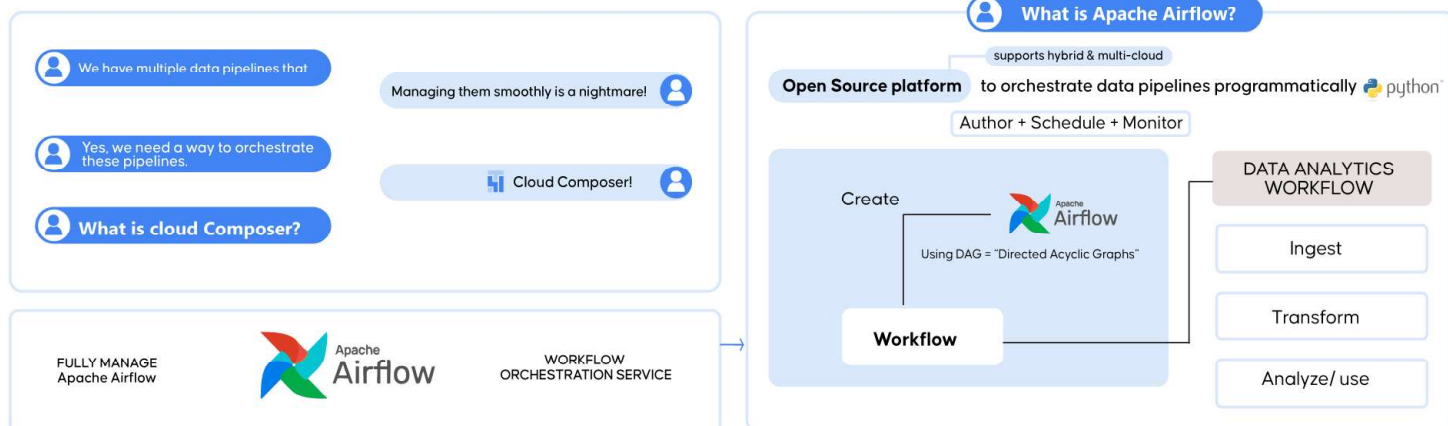 We have multiple data pipelines that
Managing them smoothly is a nightmare!
Yes, we need a way to orchestrate
these pipelines.
Cloud Composer!
What is cloud Composer?
FULLY MANAGE
Apache Airflow
Apache
Airflow
WORKFLOW
ORCHESTRATION SERVICE
What is Apache Airflow?
supports hybrid & multi-cloud
Open Source platform to orchestrate data pipelines programmatically python
Author + Schedule + Monitor
Create
Apache
Airflow
Using DAG = "Directed Acyclic Graphs"
Workflow
DATA ANALYTICS
WORKFLOW
Ingest
Transform
Analyze/ use